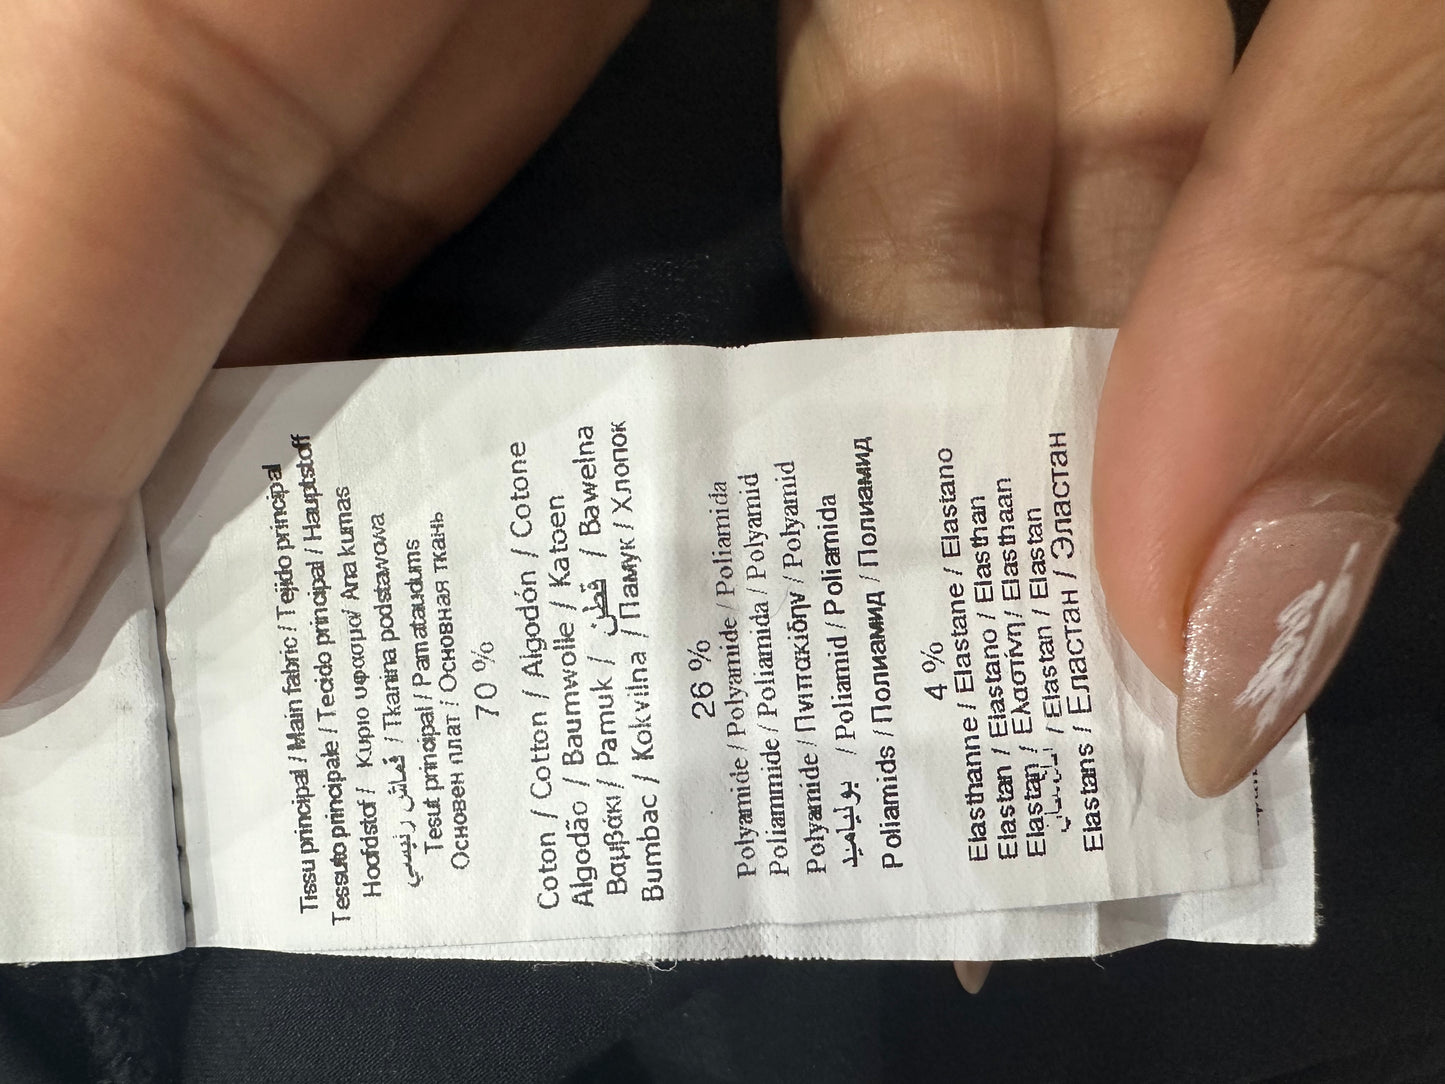 Tissu principal / Main fabric / Tejido principal
Tessuto principale / Tecido principal / Hauptstoff
Hoofdstof / κυριο υφασμα/ Ana kumas
قماش رئيسي / Tkanina podstawowa
Tesut principal / Pamataudums
Основен плат / Основная ткань
70 %
Coton / Cotton / Algodón / Cotone
Algodão / Baumwolle / Katoen
Βαμβάκι / Pamuk / قطن / Bawelna
Bumbac / Kokvilna / Памук / Хлопок
26 %
Polyamide / Polyamide / Poliamida
Poliammide / Poliamida / Polyamid
Polyamide / Πνιπακιδην / Polyamid
بولياميد / Poliamid / Poliamida
Poliamids / Полиамид / Полиамид
4 %
Elasthanne / Elastane / Elastano
Elastan / Elastano / Elasthan
Elastan / Ελαστίνη / Elasthaan
/ Elastan / Elastan
Elastans / Еластан / Эластан